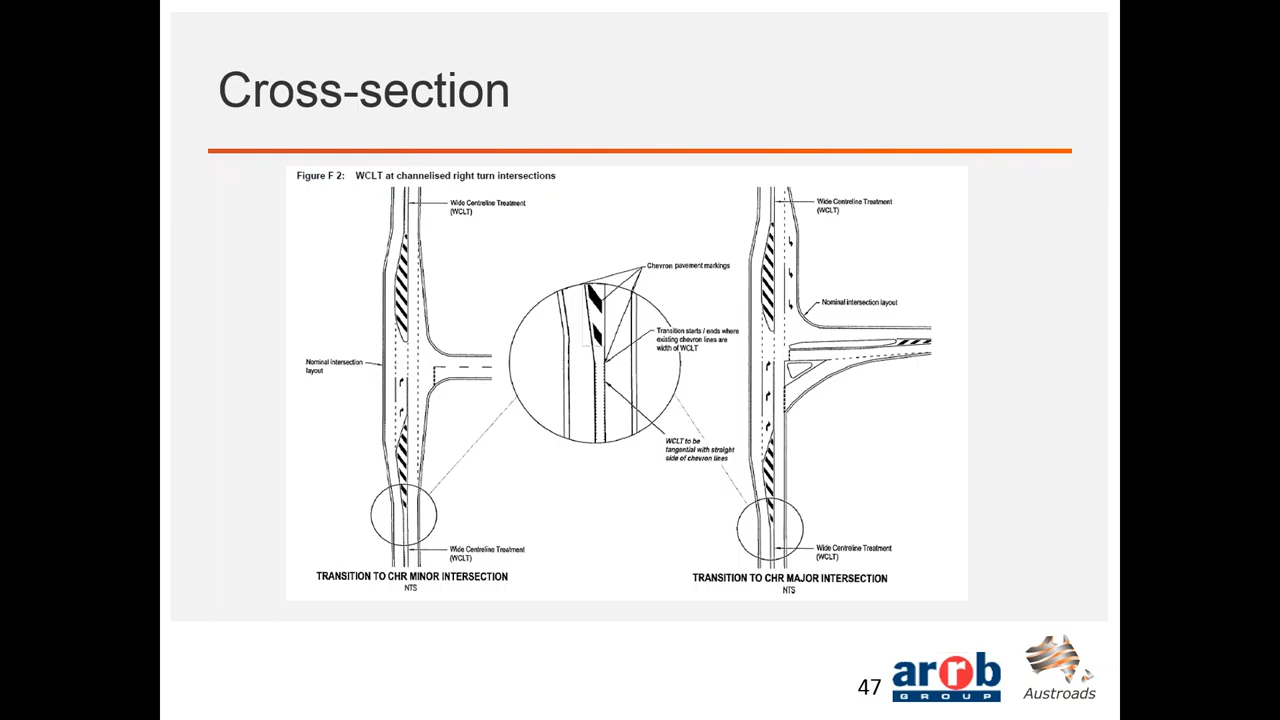 Cross-section
Figure F 2: WCLT at channelised right turn intersections
Wide Centreline Treatment
(WCLT)
Nominal intersection
layout
Wide Centreline Treatment
(WCLT)
TRANSITION TO CHR MINOR INTERSECTION
NTS
Chevron pavement markings
Transition starts / ends where
existing chevron lines are
width of WCLT
WCLT to be
tangential with straight
side of chevron lines
Wide Centreline Treatment
(WCLT)
Nominal intersection layout
Wide Centreline Treatment
(WCLT)
TRANSITION TO CHR MAJOR INTERSECTION
NTS
47
arrb
GROUP
Austroads